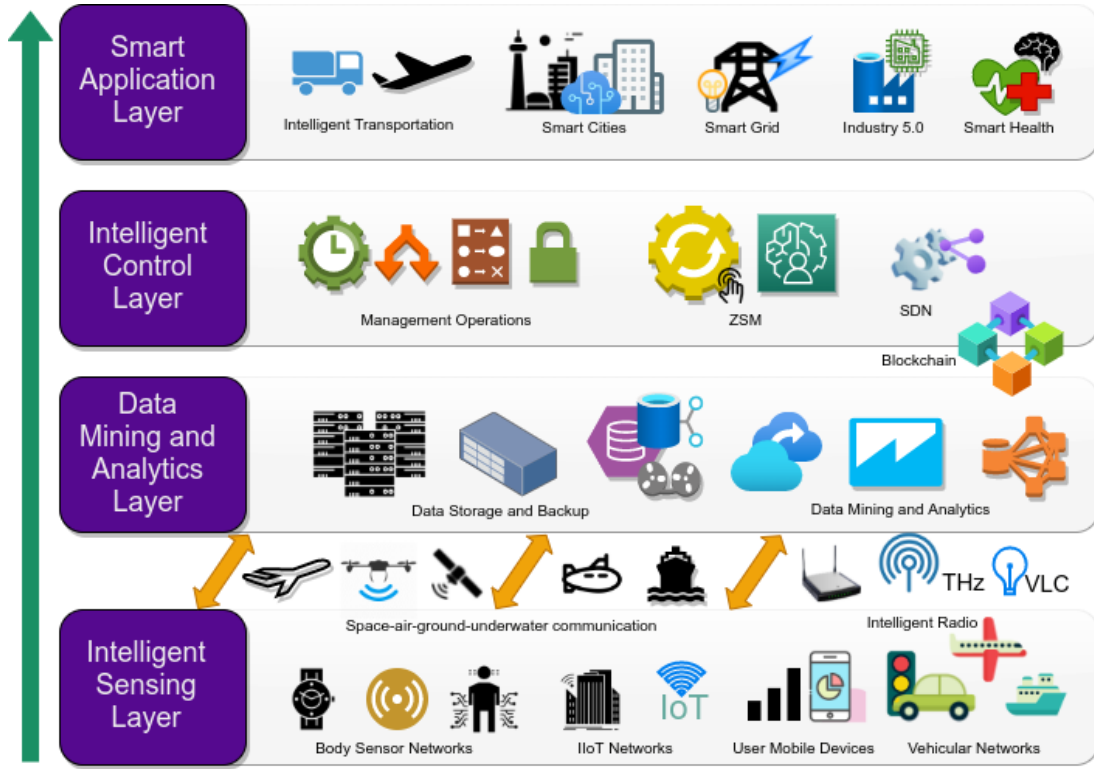 Smart
Application
Layer
Intelligent Transportation
Smart Cities
Smart Grid
Industry 5.0
Smart Health
Intelligent
Control
Layer
Management Operations
ZSM
SDN
Blockchain
Data
Mining and
Analytics
Layer
Data Storage and Backup
Data Mining and Analytics
THz
VLC
Space-air-ground-underwater communication
Intelligent Radio
Intelligent
Sensing
Layer
IoT
Body Sensor Networks
IIoT Networks
User Mobile Devices
Vehicular Networks